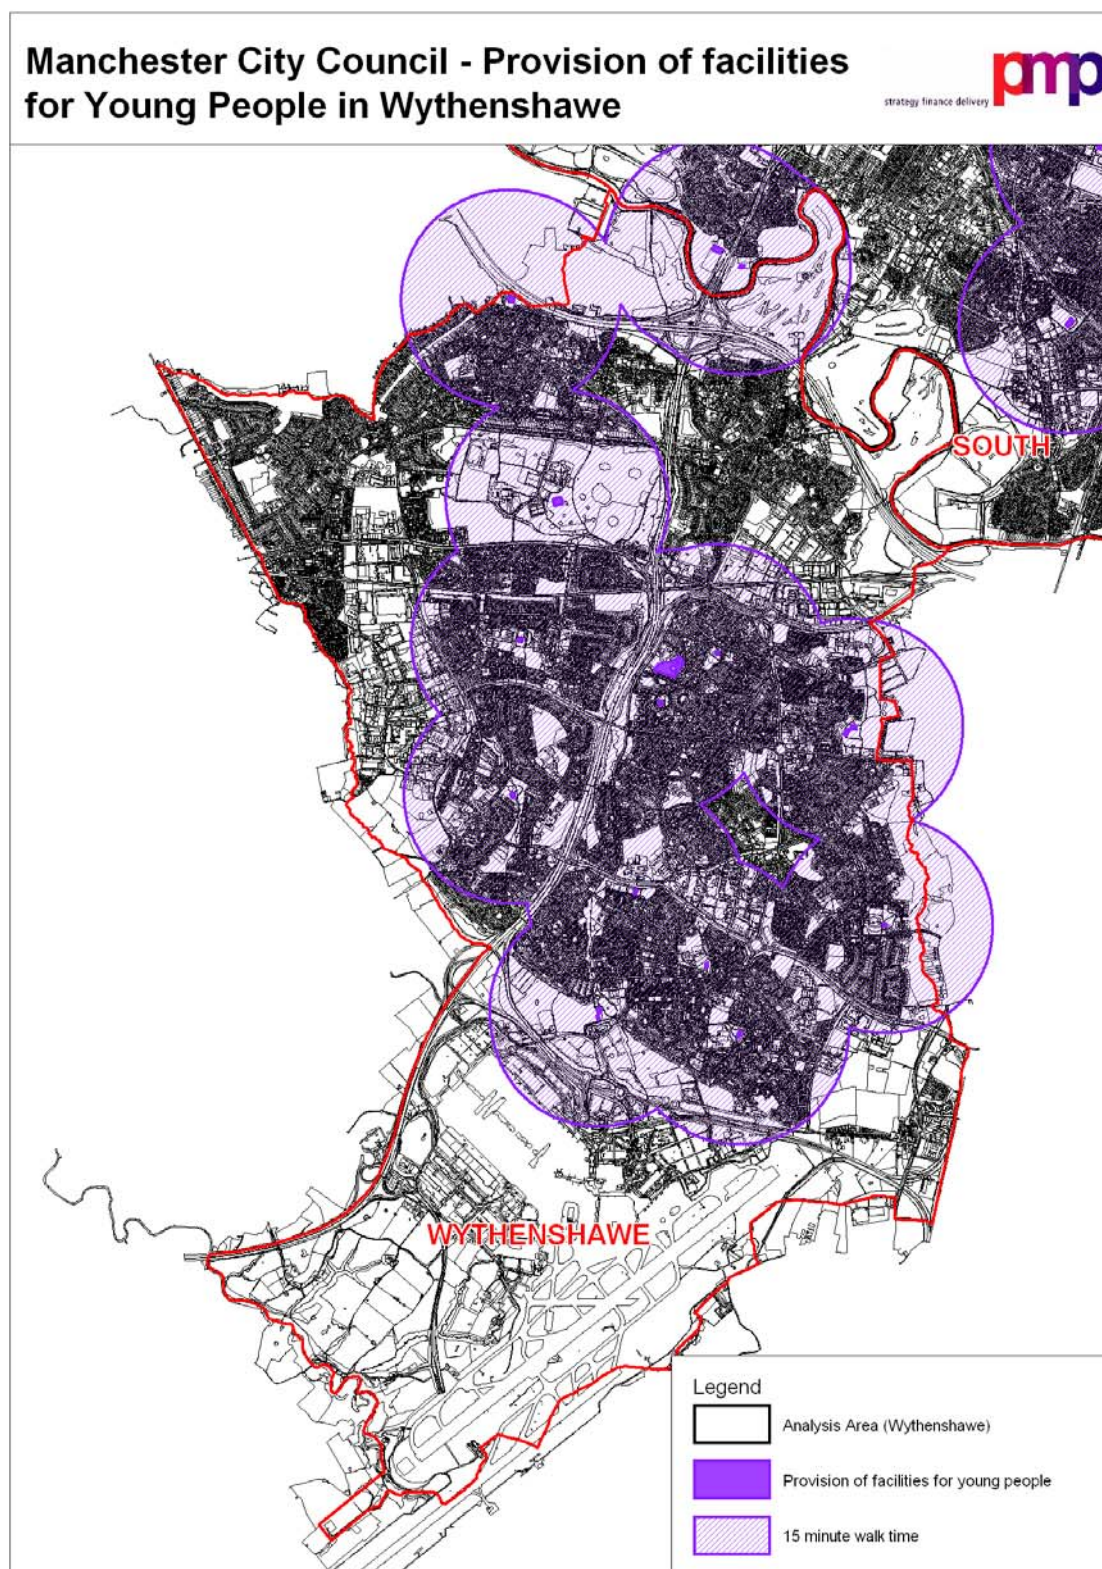 Manchester City Council - Provision of facilities
for Young People in Wythenshawe
strategy finance delivery
pmp
SOUTH
WYTHENSHAWE
Legend
Analysis Area (Wythenshawe)
Provision of facilities for young people
15 minute walk time